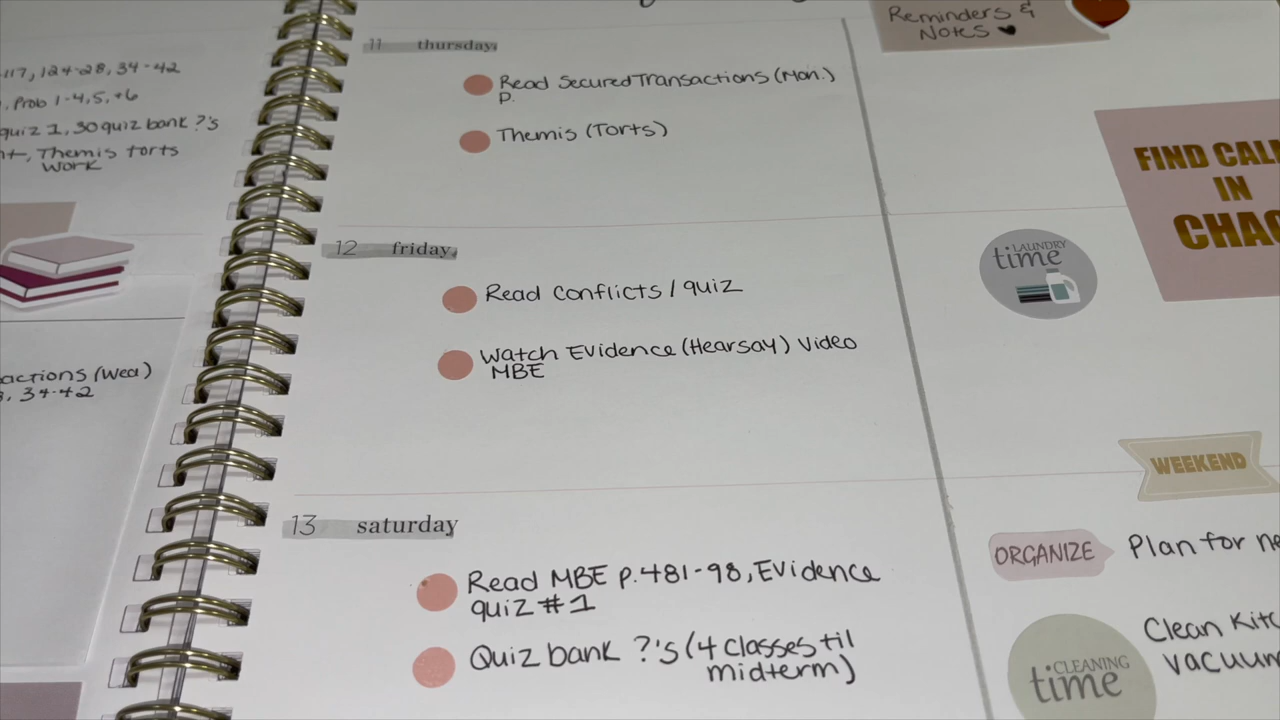 117, 124-28, 34-42
, Prob 1-4, 5, +6
quiz 1, 30 quiz bank ?'s
Themis torts
work
actions (Wed)
, 34-42
11 thursday
Read Secured Transactions (Mon.)
p.
Themis (Torts)
12 friday
Read Conflicts / quiz
Watch Evidence (Hearsay) Video
MBE
13 saturday
Read MBE p.481-98, Evidence
quiz #1
Quiz bank ?'s (4 classes til
midterm)
Reminders &
Notes ♥
FIND CAL
IN
CHAO
LAUNDRY
time
WEEKEND
ORGANIZE
Plan for ne
CLEANING
time
Clean Kitc
vacuum